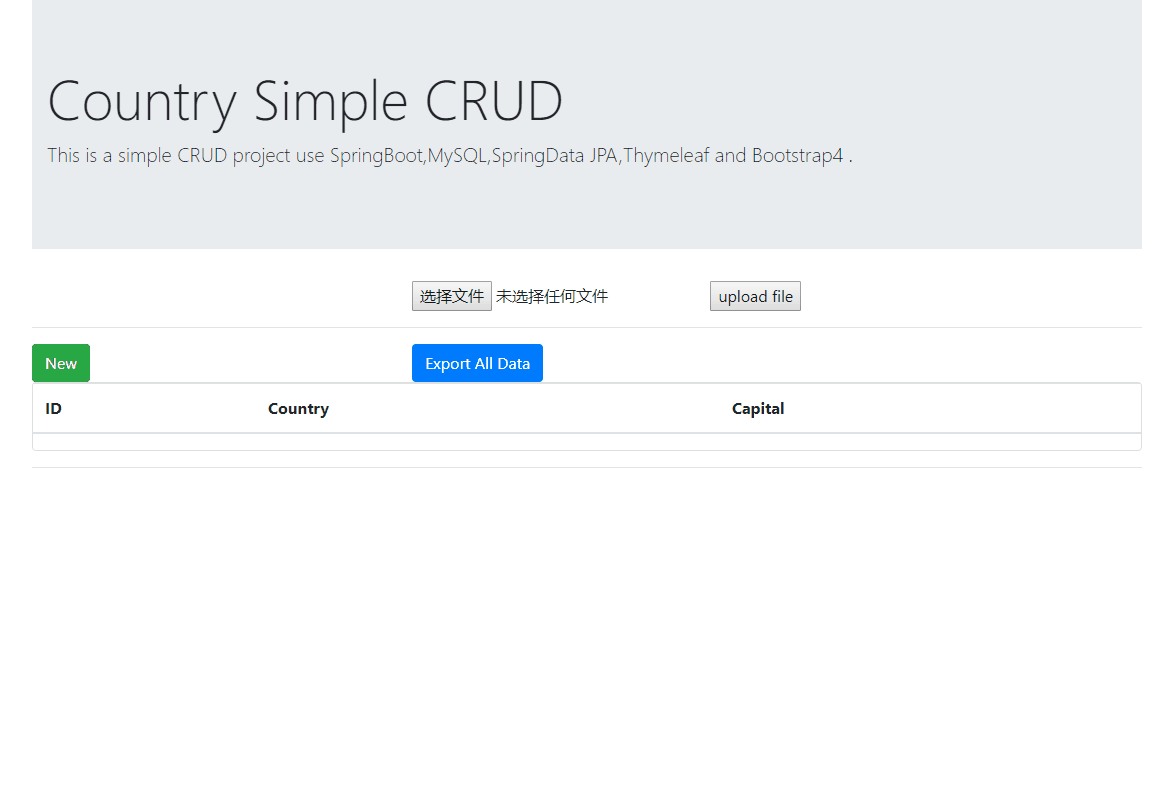 Country Simple CRUD
This is a simple CRUD project use SpringBoot,MySQL,SpringData JPA,Thymeleaf and Bootstrap4 .
选择文件 未选择任何文件 upload file
New Export All Data
ID Country Capital